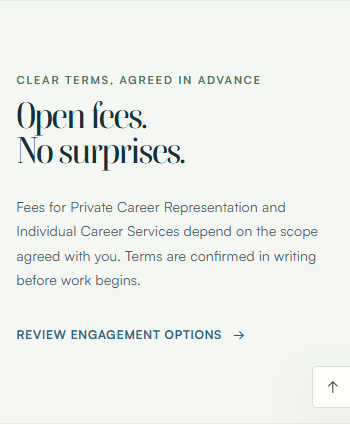 CLEAR TERMS, AGREED IN ADVANCE
Open fees.
No surprises.
Fees for Private Career Representation and
Individual Career Services depend on the scope
agreed with you. Terms are confirmed in writing
before work begins.
REVIEW ENGAGEMENT OPTIONS →
↑